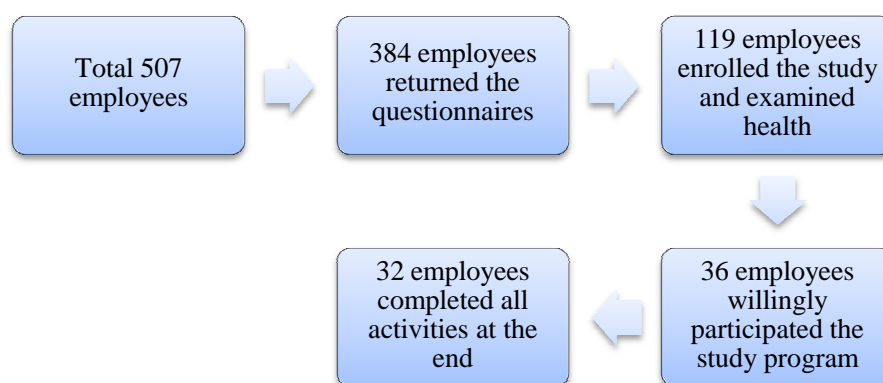 Total 507
employees
384 employees
returned the
questionnaires
119 employees
enrolled the study
and examined
health
36 employees
willingly
participated the
study program
32 employees
completed all
activities at the
end